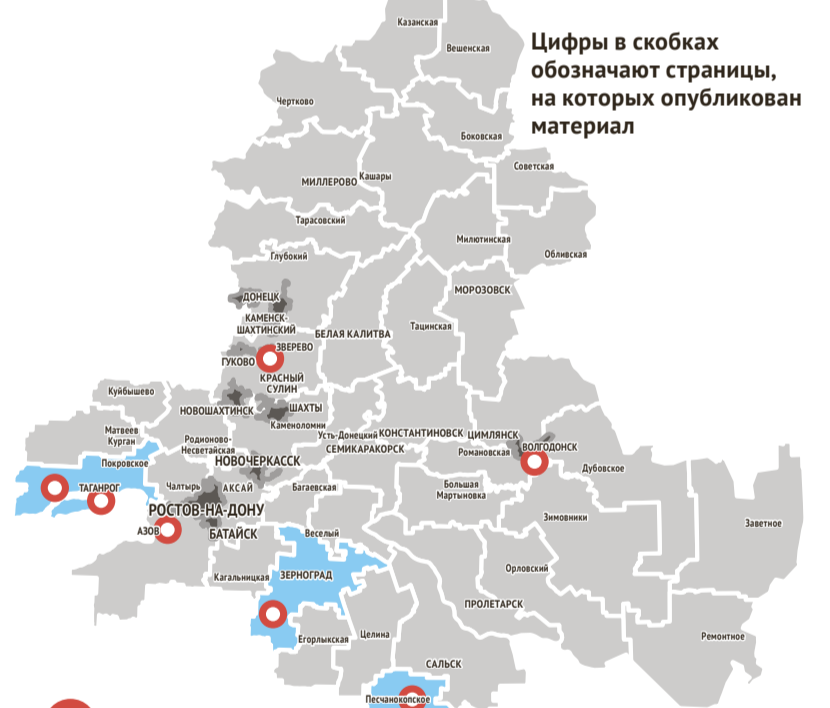 Казанская
Вешенская
Цифры в скобках
обозначают страницы,
на которых опубликован
материал
Чертково
Боковская
Советская
МИЛЛЕРОВО
Кашары
Тарасовский
Милютинская
Обливская
Глубокий
МОРОЗОВСК
ДОНЕЦК
КАМЕНСК-
ШАХТИНСКИЙ
БЕЛАЯ КАЛИТВА
Тацинская
ЗВЕРЕВО
ГУКОВО
КРАСНЫЙ
СУЛИН
Куйбышево
НОВОШАХТИНСК
ШАХТЫ
Каменоломни
Матвеев
Курган
Родионово-
Несветайская
Усть-Донецкий
КОНСТАНТИНОВСК
ЦИМЛЯНСК
СЕМИКАРАКОРСК
Романовская
ВОЛГОДОНСК
Покровское
НОВОЧЕРКАССК
Дубовское
ТАГАНРОГ
Чалтырь
АКСАЙ
Багаевская
Большая
Мартыновка
РОСТОВ-НА-ДОНУ
Зимовники
Заветное
АЗОВ
БАТАЙСК
Веселый
Кагальницкая
ЗЕРНОГРАД
Орловский
ПРОЛЕТАРСК
Егорлыкская
Целина
Ремонтное
САЛЬСК
Песчанокопское